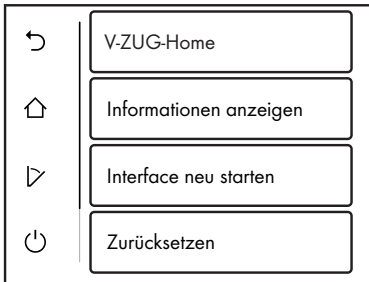 V-ZUG-Home
Informationen anzeigen
Interface neu starten
Zurücksetzen